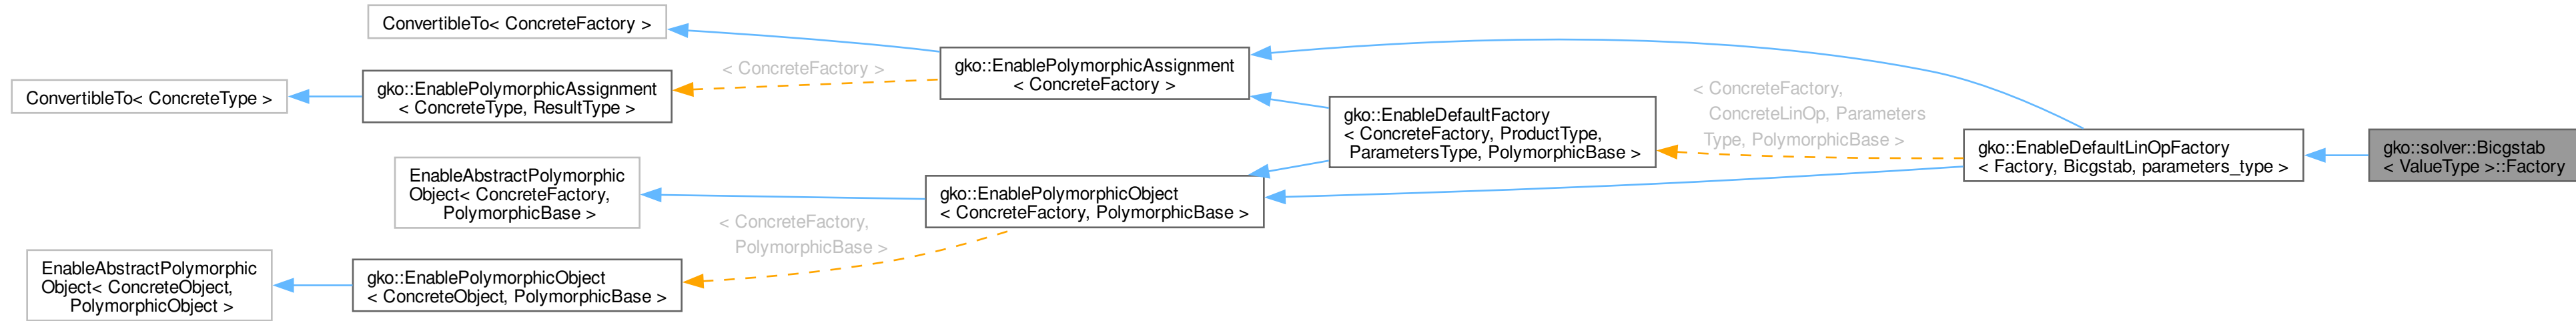 ConvertibleTo< ConcreteFactory >
ConvertibleTo< ConcreteType >
gko::EnablePolymorphicAssignment
< ConcreteType, ResultType >
< ConcreteFactory >
gko::EnablePolymorphicAssignment
< ConcreteFactory >
EnableAbstractPolymorphic
Object< ConcreteFactory,
PolymorphicBase >
EnableAbstractPolymorphic
Object< ConcreteObject,
PolymorphicObject >
gko::EnablePolymorphicObject
< ConcreteObject, PolymorphicBase >
< ConcreteFactory,
PolymorphicBase >
gko::EnablePolymorphicObject
< ConcreteFactory, PolymorphicBase >
gko::EnableDefaultFactory
< ConcreteFactory, ProductType,
ParametersType, PolymorphicBase >
< ConcreteFactory,
ConcreteLinOp, Parameters
Type, PolymorphicBase >
gko::EnableDefaultLinOpFactory
< Factory, Bicgstab, parameters_type >
gko::solver::Bicgstab
< ValueType >::Factory